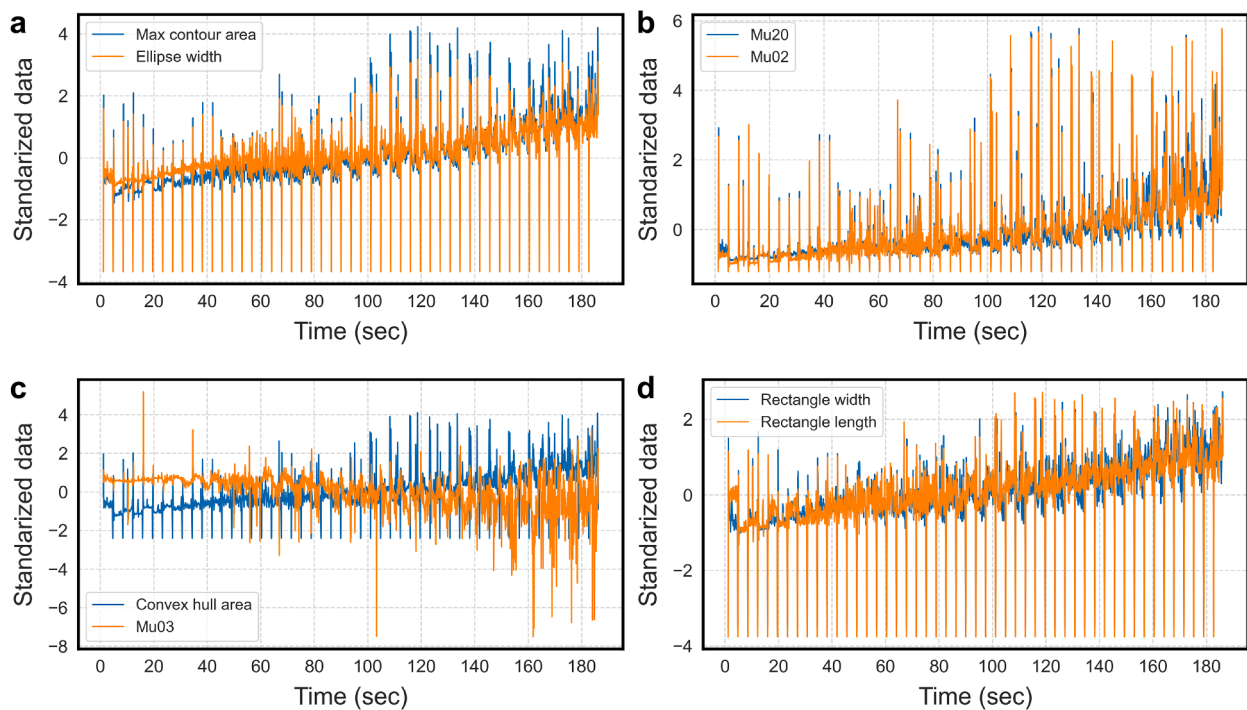 a
Standarized data
4
2
0
−2
−4
Max contour area
Ellipse width
0 20 40 60 80 100 120 140 160 180
Time (sec)
b
Standarized data
6
4
2
0
Mu20
Mu02
0 20 40 60 80 100 120 140 160 180
Time (sec)
c
Standarized data
4
2
0
−2
−4
−6
−8
Convex hull area
Mu03
0 20 40 60 80 100 120 140 160 180
Time (sec)
d
Standarized data
2
0
−2
−4
Rectangle width
Rectangle length
0 20 40 60 80 100 120 140 160 180
Time (sec)